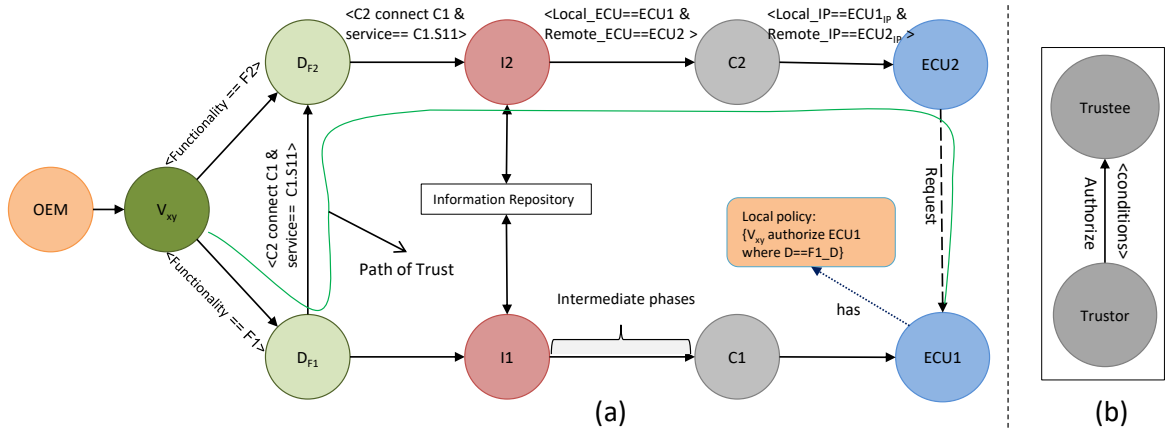 <C2 connect C1 &
service== C1.S11>
<Local_ECU==ECU1 &
Remote_ECU==ECU2 >
<Local_IP==ECU1IP &
Remote_IP==ECU2IP >
DF2
I2
C2
ECU2
<Functionality == F2>
<C2 connect C1 &
service== C1.S11>
Request
OEM
Vxy
Information Repository
Path of Trust
Local policy:
{Vxy authorize ECU1
where D==F1_D}
has
Intermediate phases
<Functionality == F1>
DF1
I1
C1
ECU1
(a)
Trustee
Authorize
<conditions>
Trustor
(b)